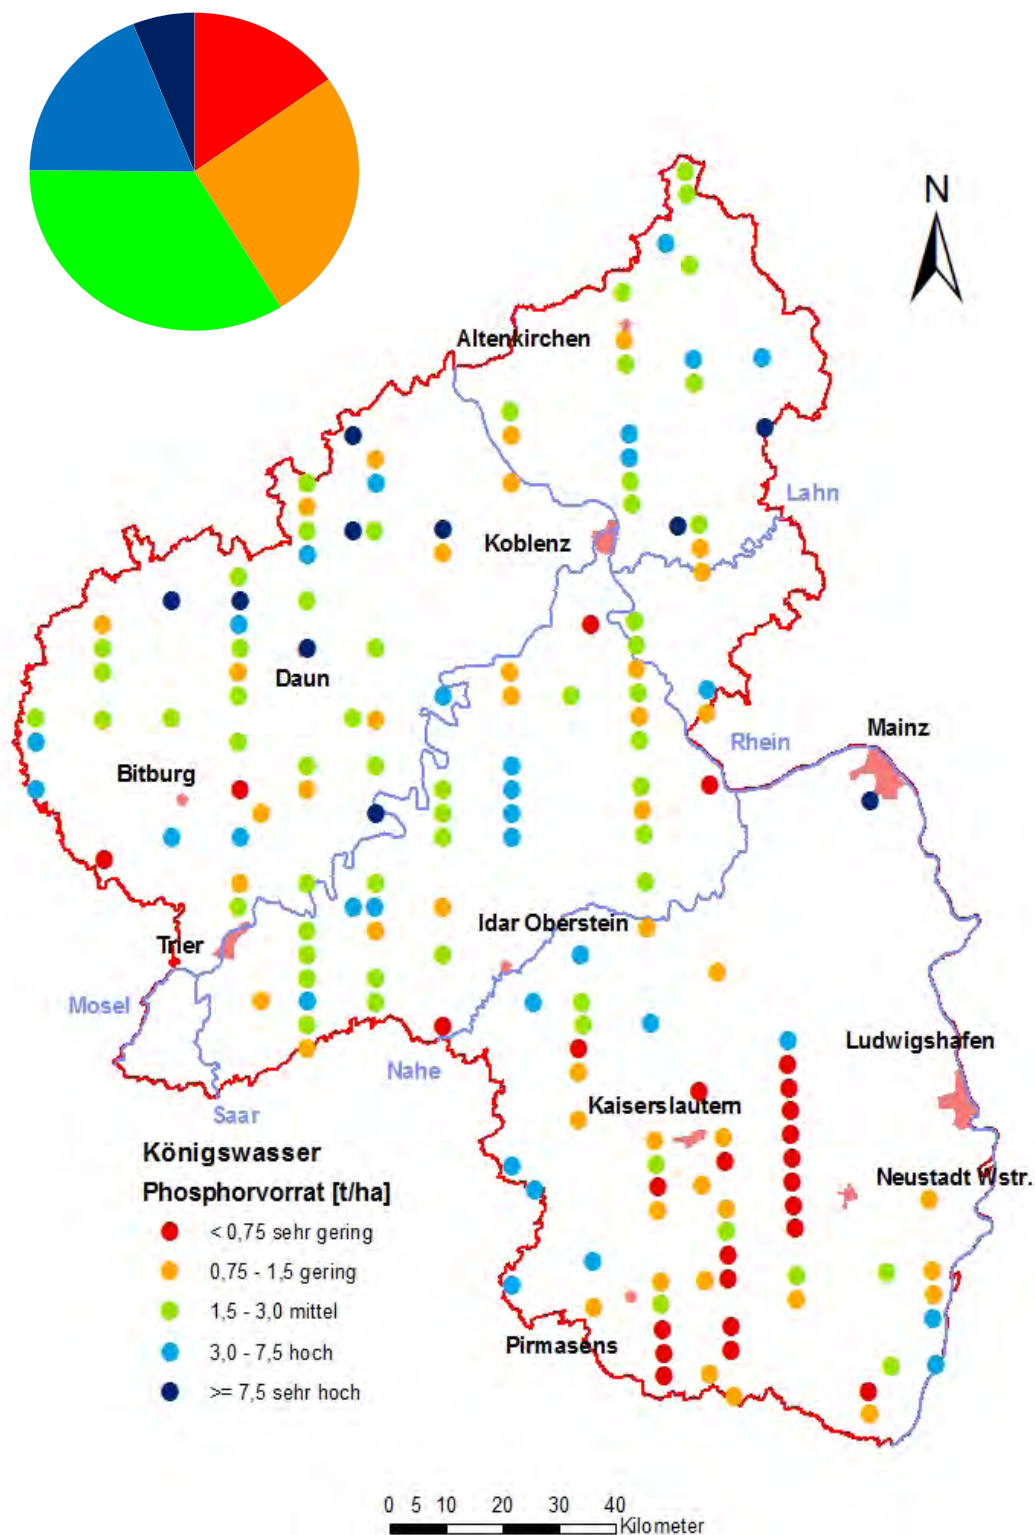 N
Altenkirchen
Lahn
Koblenz
Daun
Rhein
Mainz
Bitburg
Idar Oberstein
Trier
Mosel
Ludwigshafen
Nahe
Saar
Kaiserslautern
Königswasser
Phosphorvorrat [t/ha]
Neustadt Wstr.
< 0,75 sehr gering
0,75 - 1,5 gering
1,5 - 3,0 mittel
3,0 - 7,5 hoch
>= 7,5 sehr hoch
Pirmasens
0 5 10 20 30 40
Kilometer